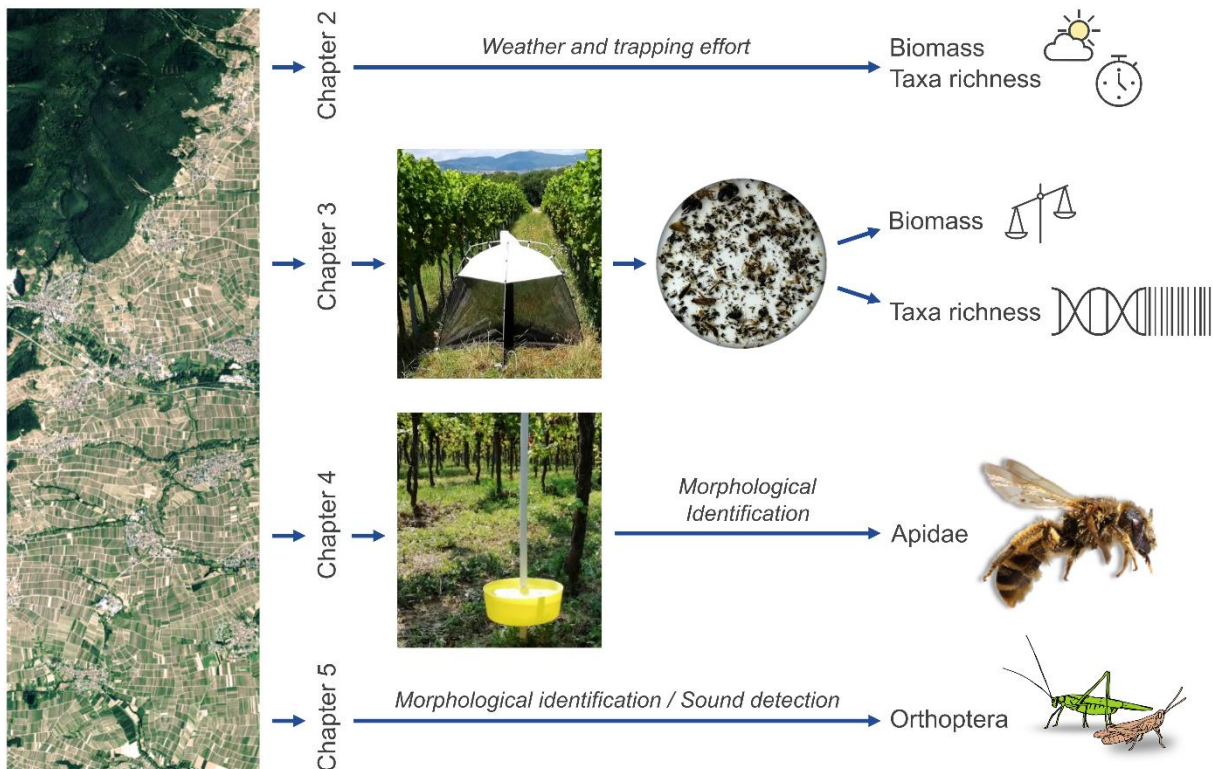 Chapter 2
Weather and trapping effort
Biomass
Taxa richness
Chapter 3
Biomass
Taxa richness
Chapter 4
Morphological
Identification
Apidae
Chapter 5
Morphological identification / Sound detection
Orthoptera